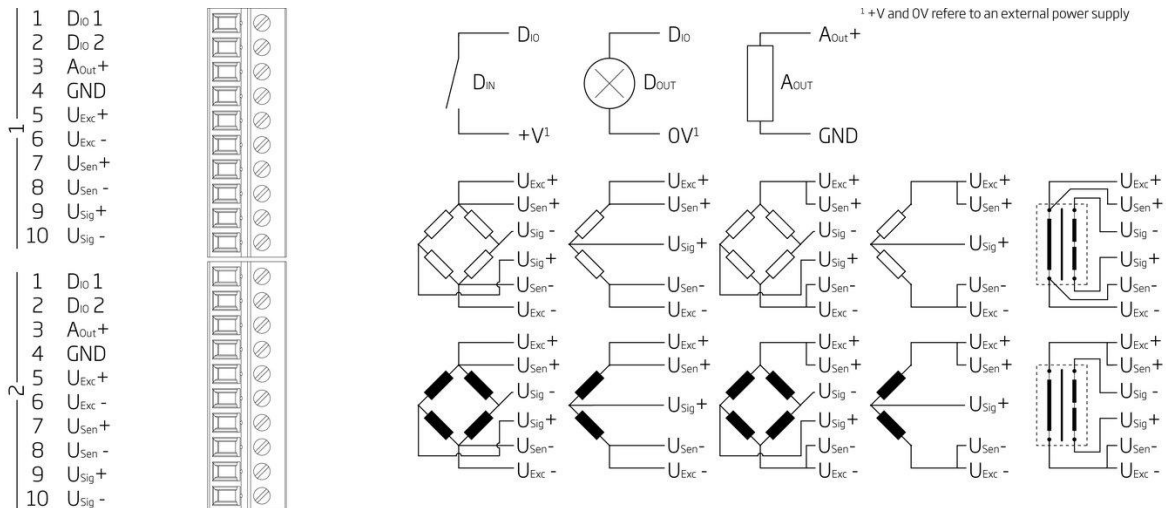 1
1 DIO 1
2 DIO 2
3 AOut+
4 GND
5 UExc+
6 UExc -
7 USen+
8 USen -
9 USig+
10 USig -
2
1 DIO 1
2 DIO 2
3 AOut+
4 GND
5 UExc+
6 UExc -
7 USen+
8 USen -
9 USig+
10 USig -
¹ +V and 0V refere to an external power supply
DIO
DIN
+V¹
DIO
DOUT
0V¹
AOut+
AOUT
GND
UExc+
USen+
USig -
USig+
USen-
UExc -
UExc+
USen+
USig+
USen-
UExc -
UExc+
USen+
USig -
USig+
USen-
UExc -
UExc+
USen+
USig+
USen-
UExc -
UExc+
USen+
USig -
USig+
USen-
UExc -
UExc+
USen+
USig -
USig+
USen-
UExc -
UExc+
USen+
USig+
USen-
UExc -
UExc+
USen+
USig -
USig+
USen-
UExc -
UExc+
USen+
USig+
USen-
UExc -
UExc+
USen+
USig -
USig+
USen-
UExc -